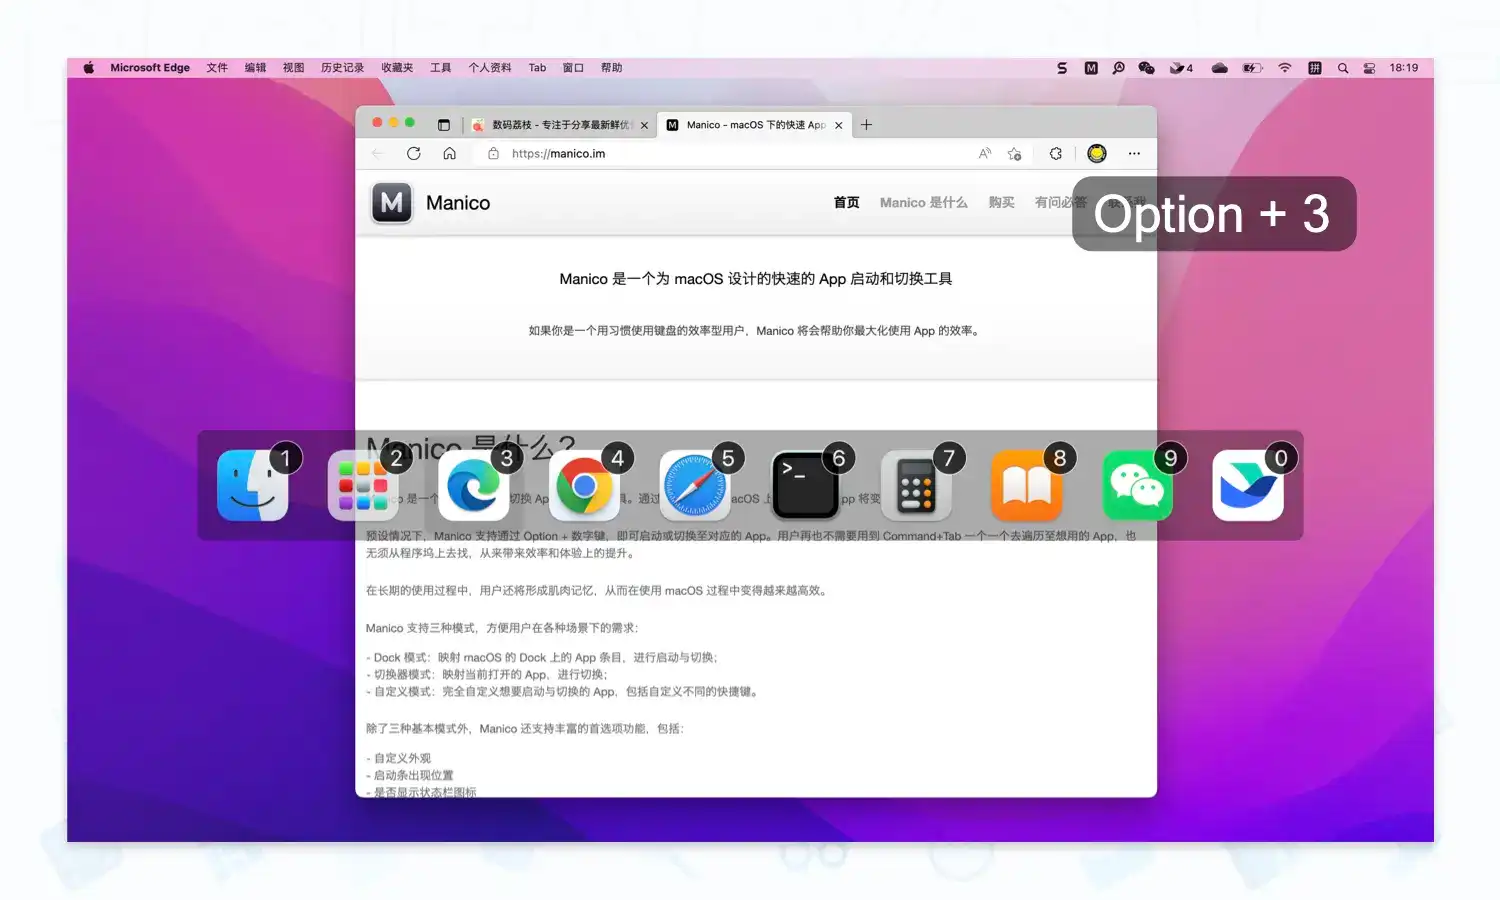 Microsoft Edge 文件 编辑 视图 历史记录 收藏夹 工具 个人资料 Tab 窗口 帮助 4 拼 18:19
数码荔枝 - 专注于分享最新鲜优 Manico - macOS 下的快速 App
https://manico.im
M Manico 首页 Manico 是什么 购买 有问必答 联系我
Option + 3
Manico 是一个为 macOS 设计的快速的 App 启动和切换工具
如果你是一个用习惯使用键盘的效率型用户，Manico 将会帮助你最大化使用 App 的效率。
Manico 是什么？
1 2 3 4 5 6 7 8 9 0
是一个 切换 Ap 具。通过 acOS 上 pp 将变
预设情况下，Manico 支持通过 Option + 数字键，即可启动或切换至对应的 App。用户再也不需要用到 Command+Tab 一个一个去遍历至想用的 App，也
无须从程序坞上去找，从来带来效率和体验上的提升。
在长期的使用过程中，用户还将形成肌肉记忆，从而在使用 macOS 过程中变得越来越高效。
Manico 支持三种模式，方便用户在各种场景下的需求：
- Dock 模式：映射 macOS 的 Dock 上的 App 条目，进行启动与切换；
- 切换器模式：映射当前打开的 App，进行切换；
- 自定义模式：完全自定义想要启动与切换的 App，包括自定义不同的快捷键。
除了三种基本模式外，Manico 还支持丰富的首选项功能，包括：
- 自定义外观
- 启动条出现位置
- 是否显示状态栏图标